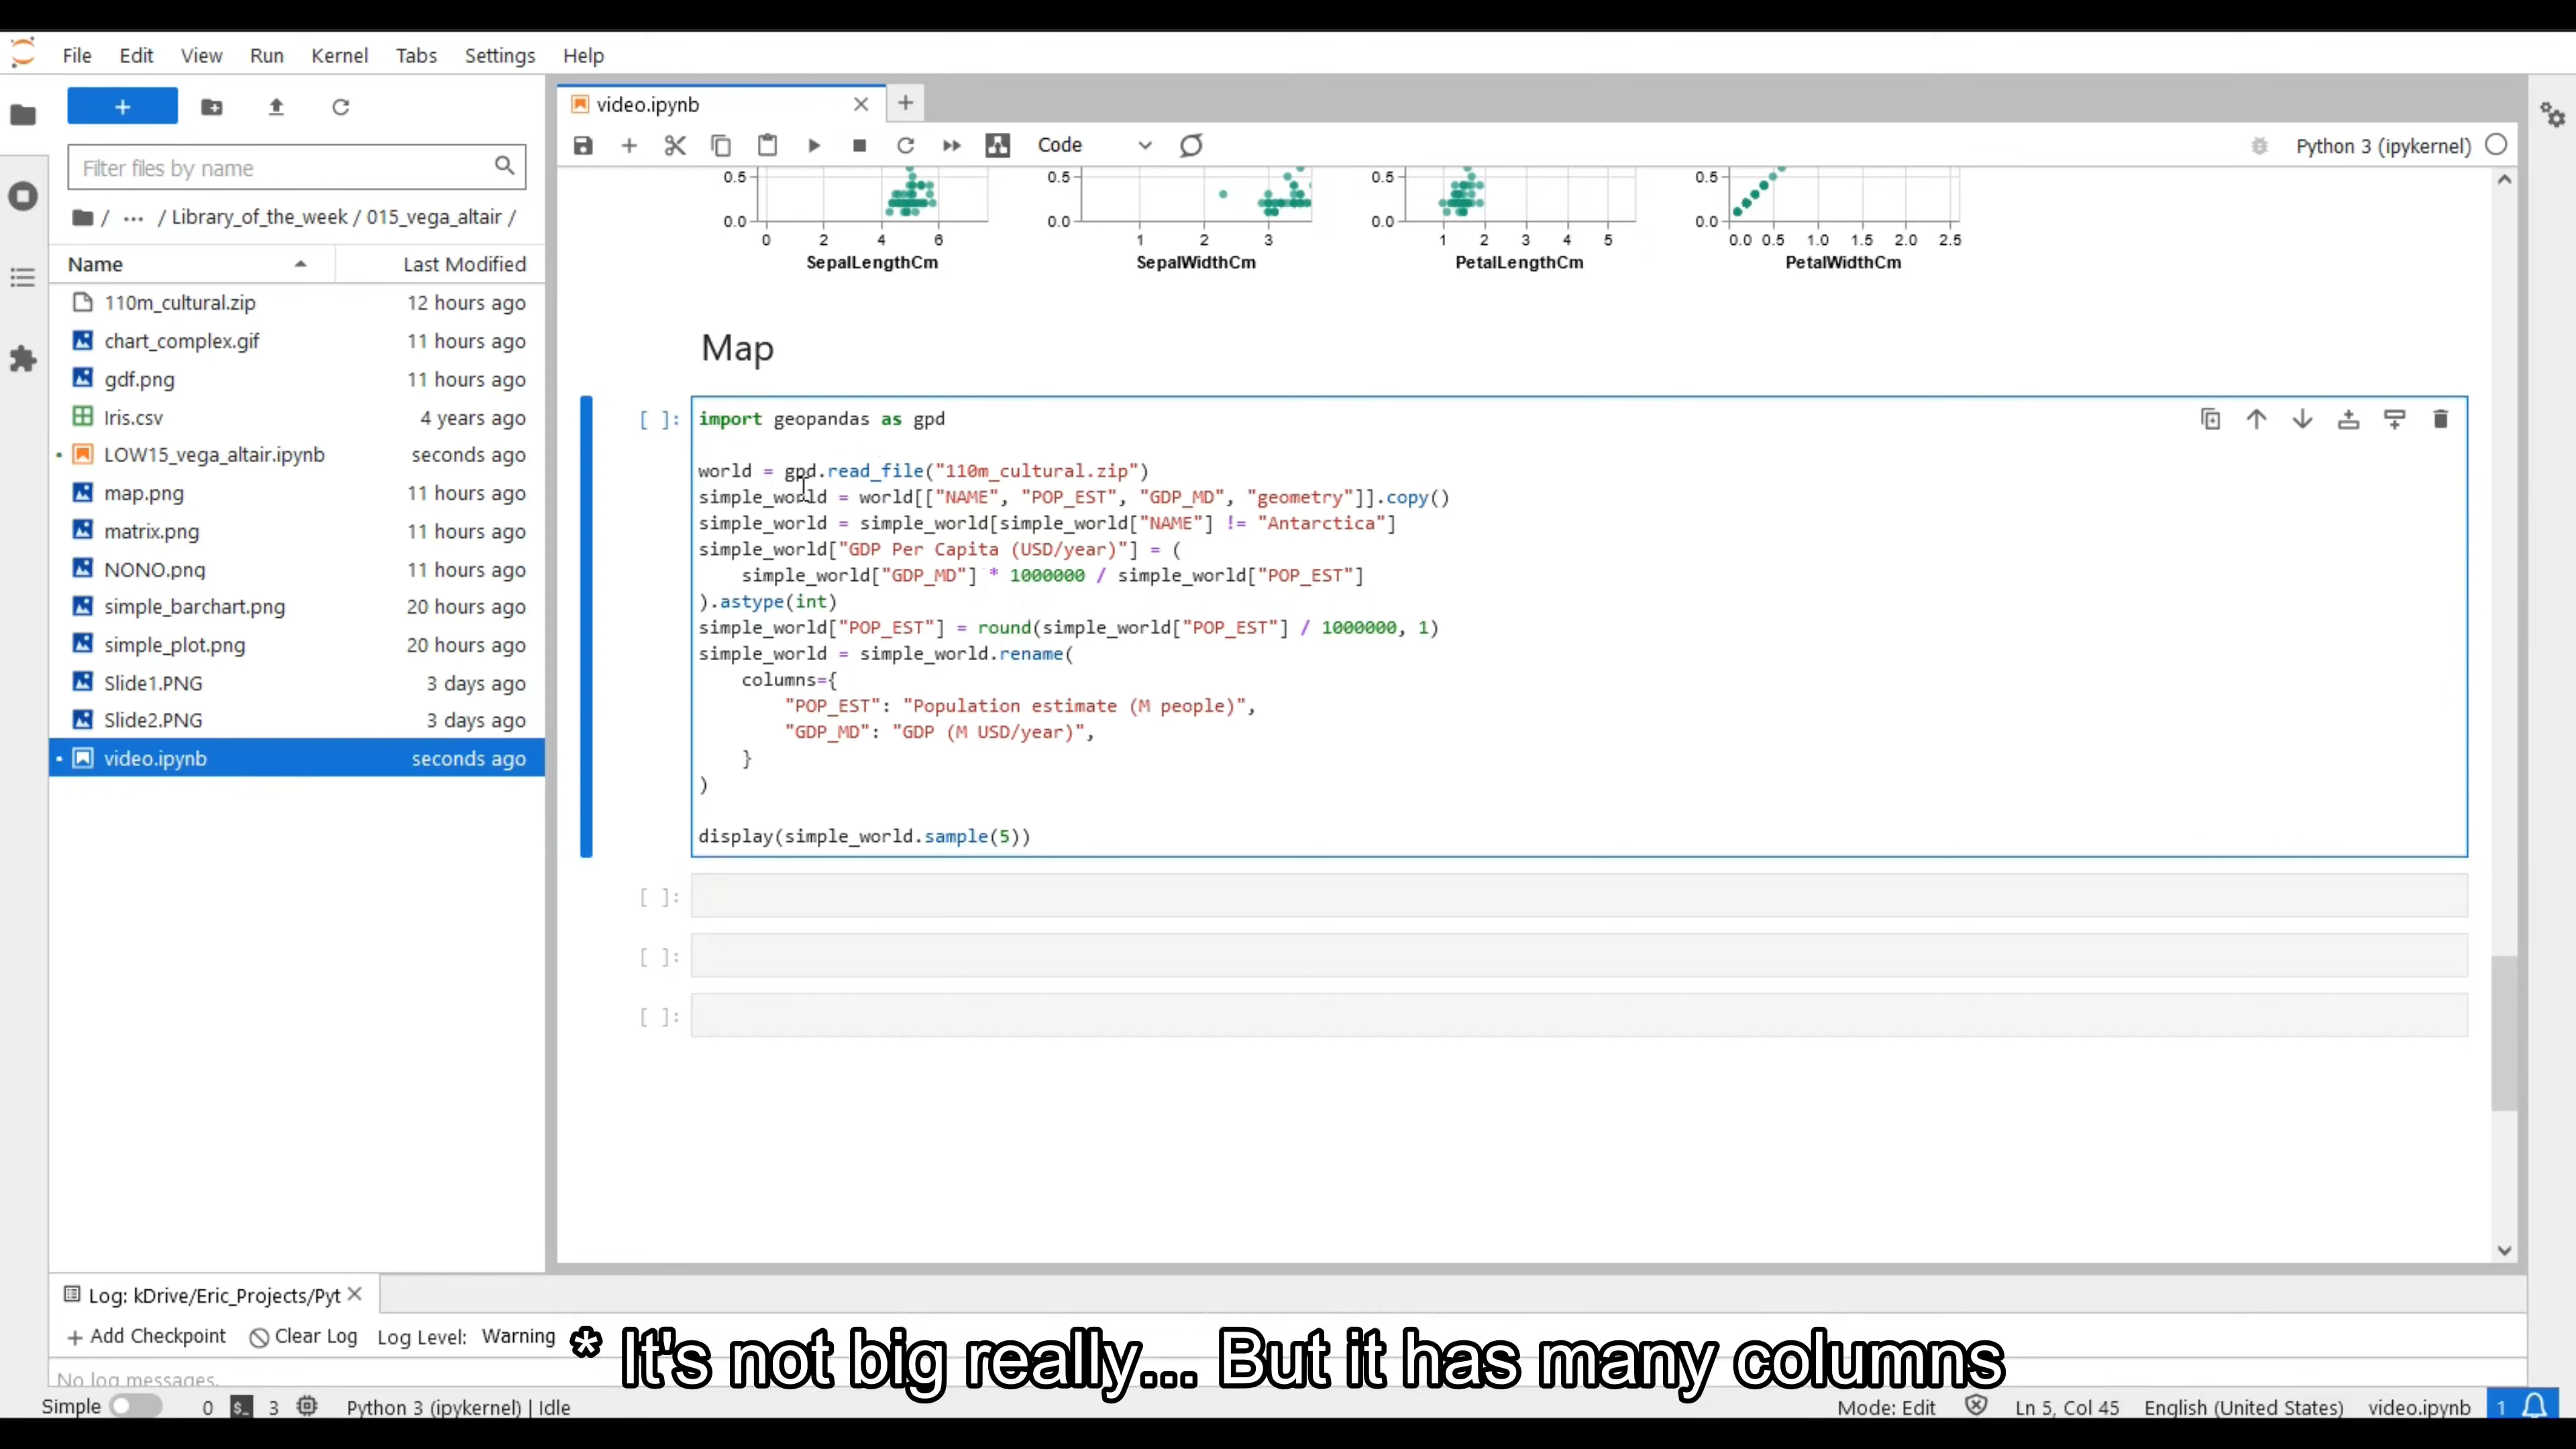 File Edit View Run Kernel Tabs Settings Help
+
Filter files by name
/ ... / Library_of_the_week / 015_vega_altair /
Name Last Modified
110m_cultural.zip 12 hours ago
chart_complex.gif 11 hours ago
gdf.png 11 hours ago
Iris.csv 4 years ago
LOW15_vega_altair.ipynb seconds ago
map.png 11 hours ago
matrix.png 11 hours ago
NONO.png 11 hours ago
simple_barchart.png 20 hours ago
simple_plot.png 20 hours ago
Slide1.PNG 3 days ago
Slide2.PNG 3 days ago
video.ipynb seconds ago
video.ipynb
Code
Python 3 (ipykernel)
0.5 0.5 0.5 0.5
0.0 0.0 0.0 0.0
0 2 4 6 1 2 3 1 2 3 4 5 0.0 0.5 1.0 1.5 2.0 2.5
SepalLengthCm SepalWidthCm PetalLengthCm PetalWidthCm
Map
[ ]: import geopandas as gpd
world = gpd.read_file("110m_cultural.zip")
simple_world = world[["NAME", "POP_EST", "GDP_MD", "geometry"]].copy()
simple_world = simple_world[simple_world["NAME"] != "Antarctica"]
simple_world["GDP Per Capita (USD/year)"] = (
    simple_world["GDP_MD"] * 1000000 / simple_world["POP_EST"]
).astype(int)
simple_world["POP_EST"] = round(simple_world["POP_EST"] / 1000000, 1)
simple_world = simple_world.rename(
    columns={
        "POP_EST": "Population estimate (M people)",
        "GDP_MD": "GDP (M USD/year)",
    }
)
display(simple_world.sample(5))
[ ]:
[ ]:
[ ]:
Log: kDrive/Eric_Projects/Pyt
+ Add Checkpoint Clear Log Log Level: Warning
* It's not big really... But it has many columns
No log messages.
Simple 0 3 Python 3 (ipykernel) | Idle Mode: Edit Ln 5, Col 45 English (United States) video.ipynb 1